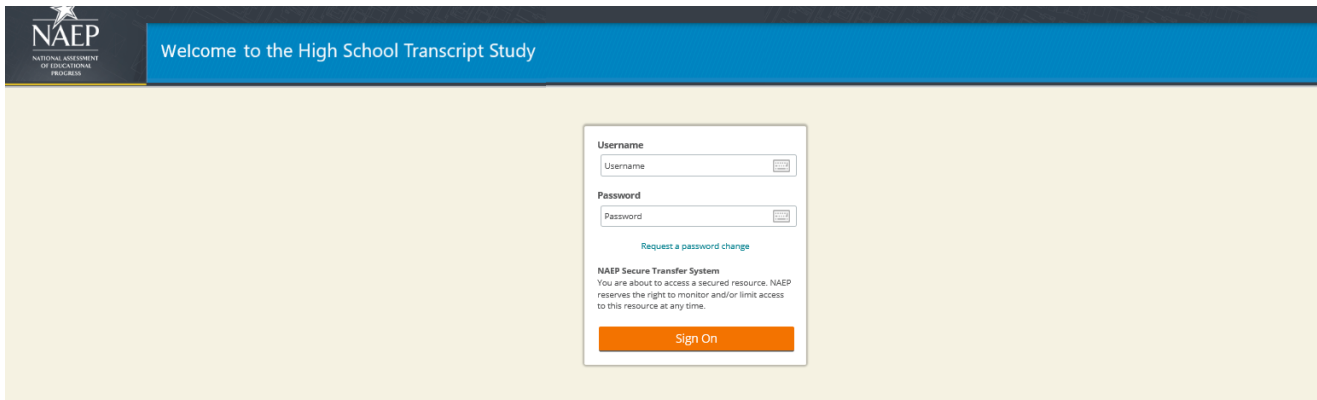 NAEP
NATIONAL ASSESSMENT
OF EDUCATIONAL
PROGRESS
Welcome to the High School Transcript Study
Username
Username
Password
Password
Request a password change
NAEP Secure Transfer System
You are about to access a secured resource. NAEP
reserves the right to monitor and/or limit access
to this resource at any time.
Sign On